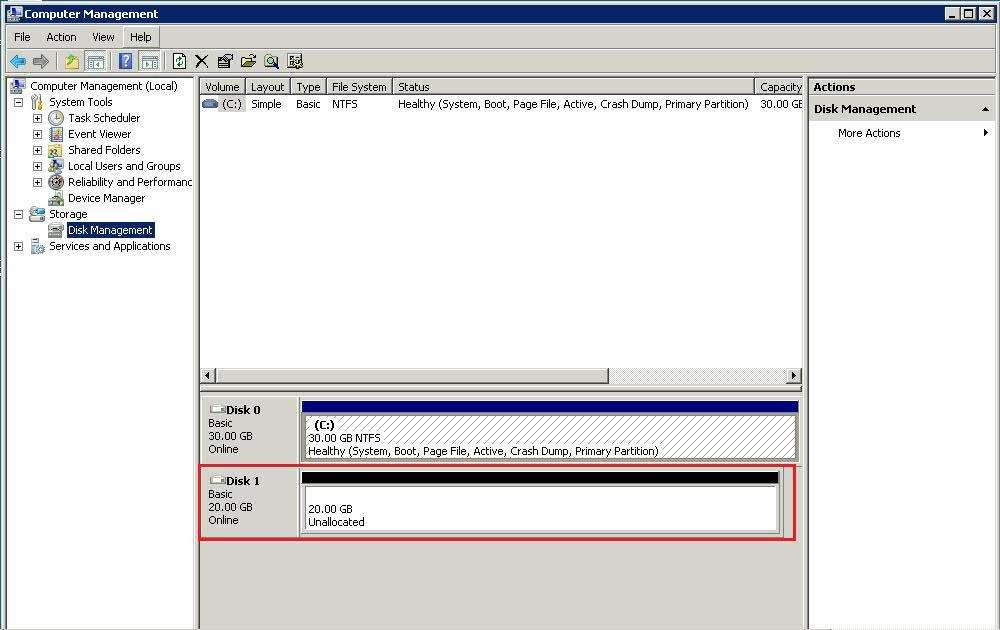 Computer Management
File Action View Help
Computer Management (Local)
System Tools
Task Scheduler
Event Viewer
Shared Folders
Local Users and Groups
Reliability and Performanc
Device Manager
Storage
Disk Management
Services and Applications
Volume Layout Type File System Status Capacity
(C:) Simple Basic NTFS Healthy (System, Boot, Page File, Active, Crash Dump, Primary Partition) 30.00 GB
Disk 0
Basic
30.00 GB
Online
(C:)
30.00 GB NTFS
Healthy (System, Boot, Page File, Active, Crash Dump, Primary Partition)
Disk 1
Basic
20.00 GB
Online
20.00 GB
Unallocated
Actions
Disk Management
More Actions